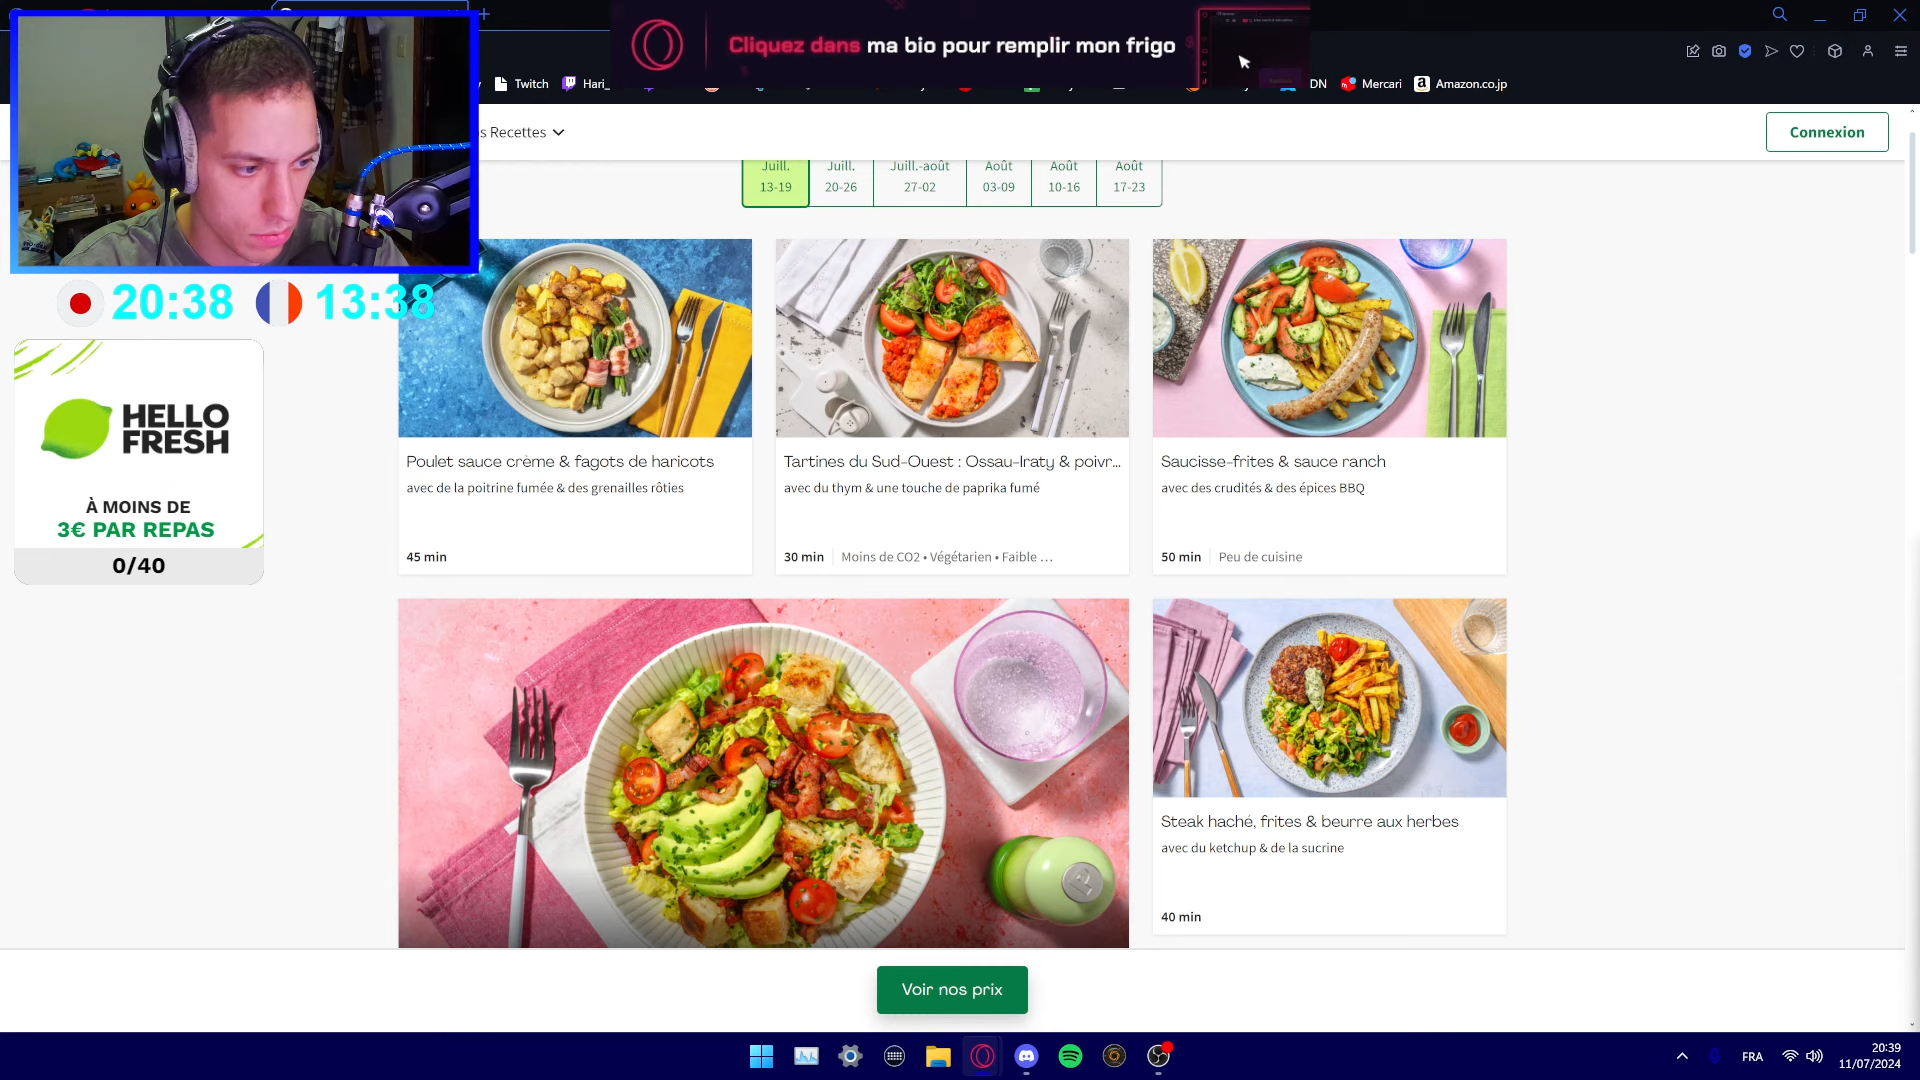 Cliquez dans ma bio pour remplir mon frigo
Twitch
Hari_
DN
Mercari
Amazon.co.jp
s Recettes
Connexion
Juill.
13-19
Juill.
20-26
Juill.-août
27-02
Août
03-09
Août
10-16
Août
17-23
20:38
13:38
HELLO
FRESH
À MOINS DE
3€ PAR REPAS
0/40
Poulet sauce crème & fagots de haricots
avec de la poitrine fumée & des grenailles rôties
45 min
Tartines du Sud-Ouest : Ossau-Iraty & poivr...
avec du thym & une touche de paprika fumé
30 min
Moins de CO2 • Végétarien • Faible ...
Saucisse-frites & sauce ranch
avec des crudités & des épices BBQ
50 min
Peu de cuisine
Steak haché, frites & beurre aux herbes
avec du ketchup & de la sucrine
40 min
Voir nos prix
FRA
20:39
11/07/2024